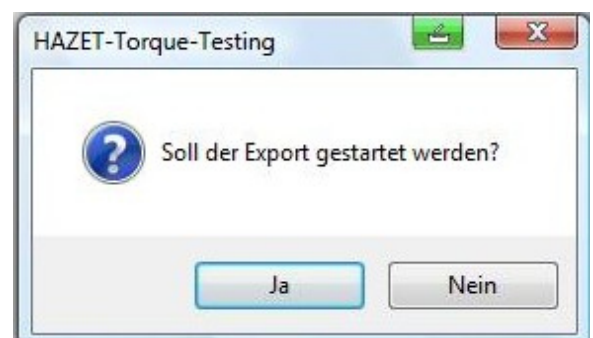 HAZET-Torque-Testing
Soll der Export gestartet werden?
Ja
Nein